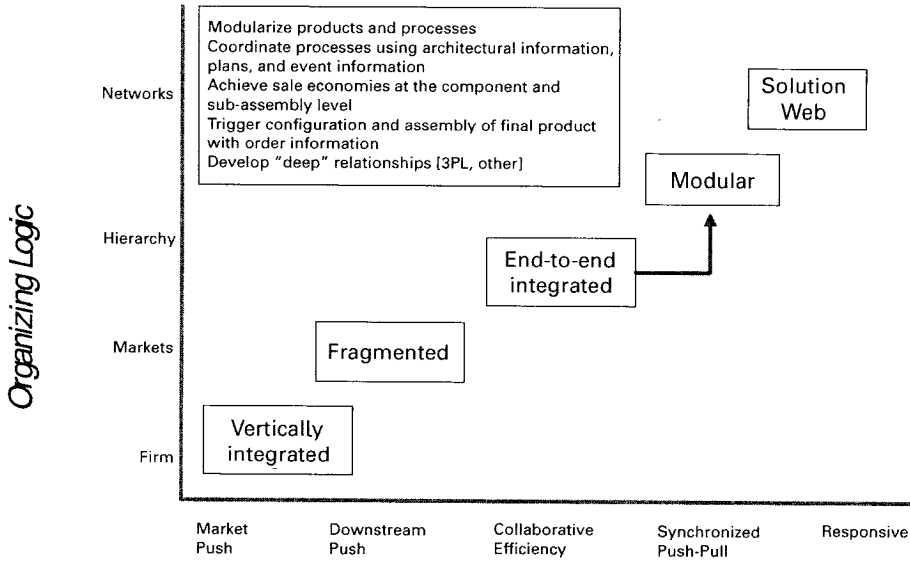 Modularize products and processes
Coordinate processes using architectural information,
plans, and event information
Achieve sale economies at the component and
sub-assembly level
Trigger configuration and assembly of final product
with order information
Develop "deep" relationships [3PL, other]
Networks
Solution
Web
Modular
Hierarchy
End-to-end
integrated
Organizing Logic
Markets
Fragmented
Vertically
integrated
Firm
Market
Push
Downstream
Push
Collaborative
Efficiency
Synchronized
Push-Pull
Responsive